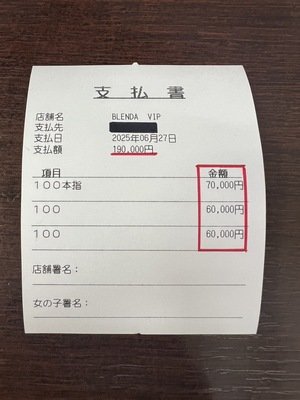 支払書
店舗名 BLENDA VIP
支払先
支払日 2025年06月27日
支払額 190,000円
項目 金額
100本指 70,000円
100 60,000円
100 60,000円
店舗署名:
女の子署名: